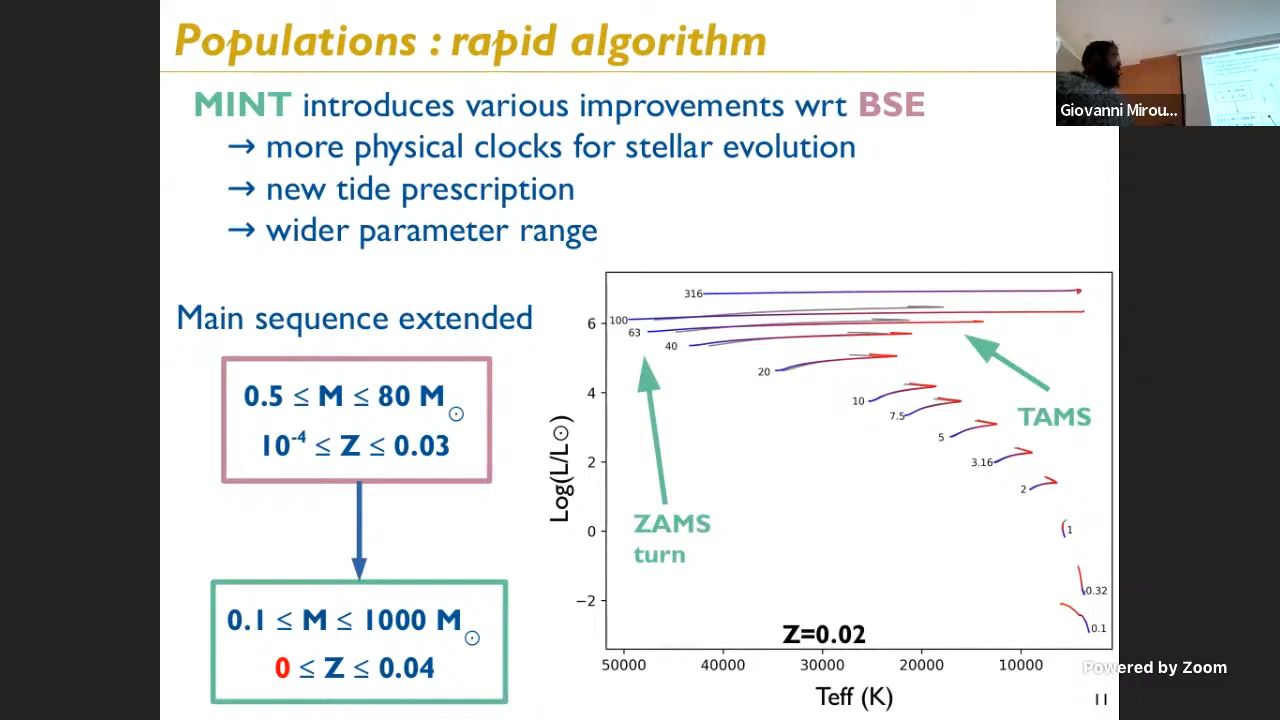 Populations : rapid algorithm
Giovanni Mirou...
MINT introduces various improvements wrt BSE
→ more physical clocks for stellar evolution
→ new tide prescription
→ wider parameter range
Main sequence extended
0.5 ≤ M ≤ 80 M☉
10⁻⁴ ≤ Z ≤ 0.03
0.1 ≤ M ≤ 1000 M☉
0 ≤ Z ≤ 0.04
Log(L/L☉)
6
4
2
0
−2
316
100
63
40
20
10
7.5
5
3.16
2
1
0.32
0.1
TAMS
ZAMS
turn
Z=0.02
50000 40000 30000 20000 10000
Teff (K)
Powered by Zoom
11